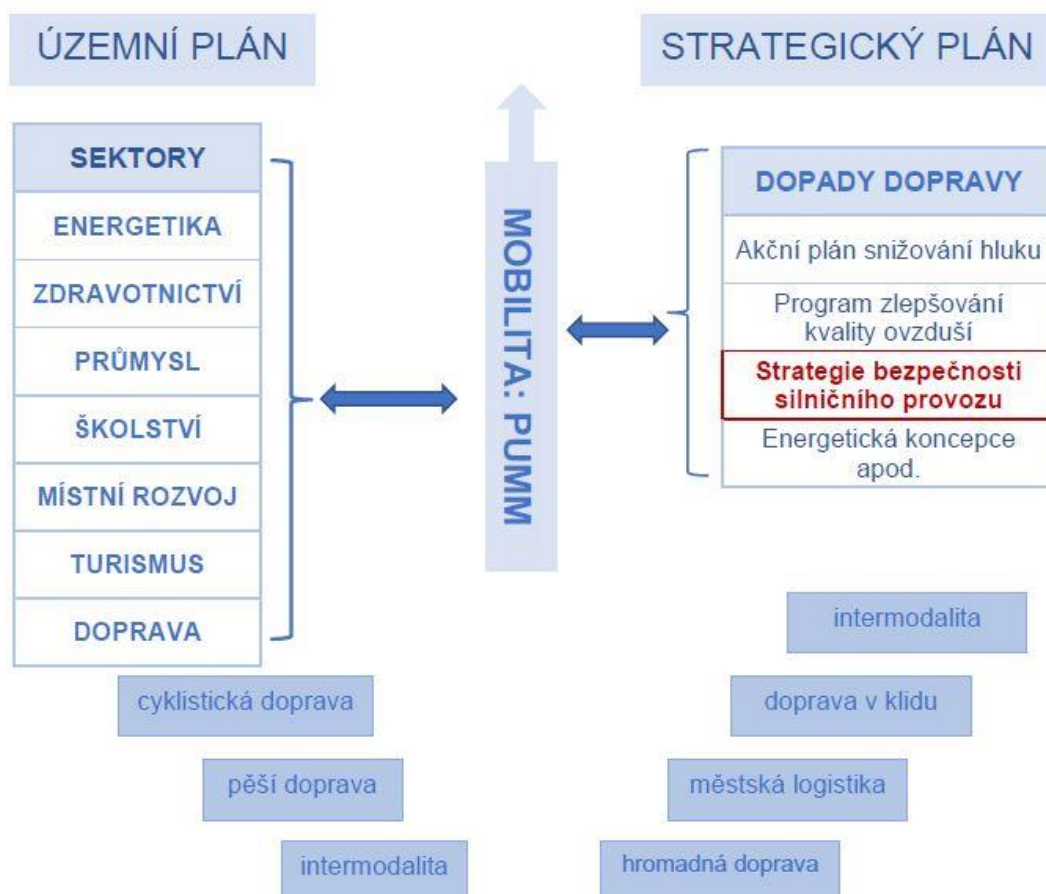 ÚZEMNÍ PLÁN
STRATEGICKÝ PLÁN
SEKTORY
ENERGETIKA
ZDRAVOTNICTVÍ
PRŮMYSL
ŠKOLSTVÍ
MÍSTNÍ ROZVOJ
TURISMUS
DOPRAVA
MOBILITA: PUMM
DOPADY DOPRAVY
Akční plán snižování hluku
Program zlepšování
kvality ovzduší
Strategie bezpečnosti
silničního provozu
Energetická koncepce
apod.
intermodalita
cyklistická doprava
doprava v klidu
pěší doprava
městská logistika
intermodalita
hromadná doprava